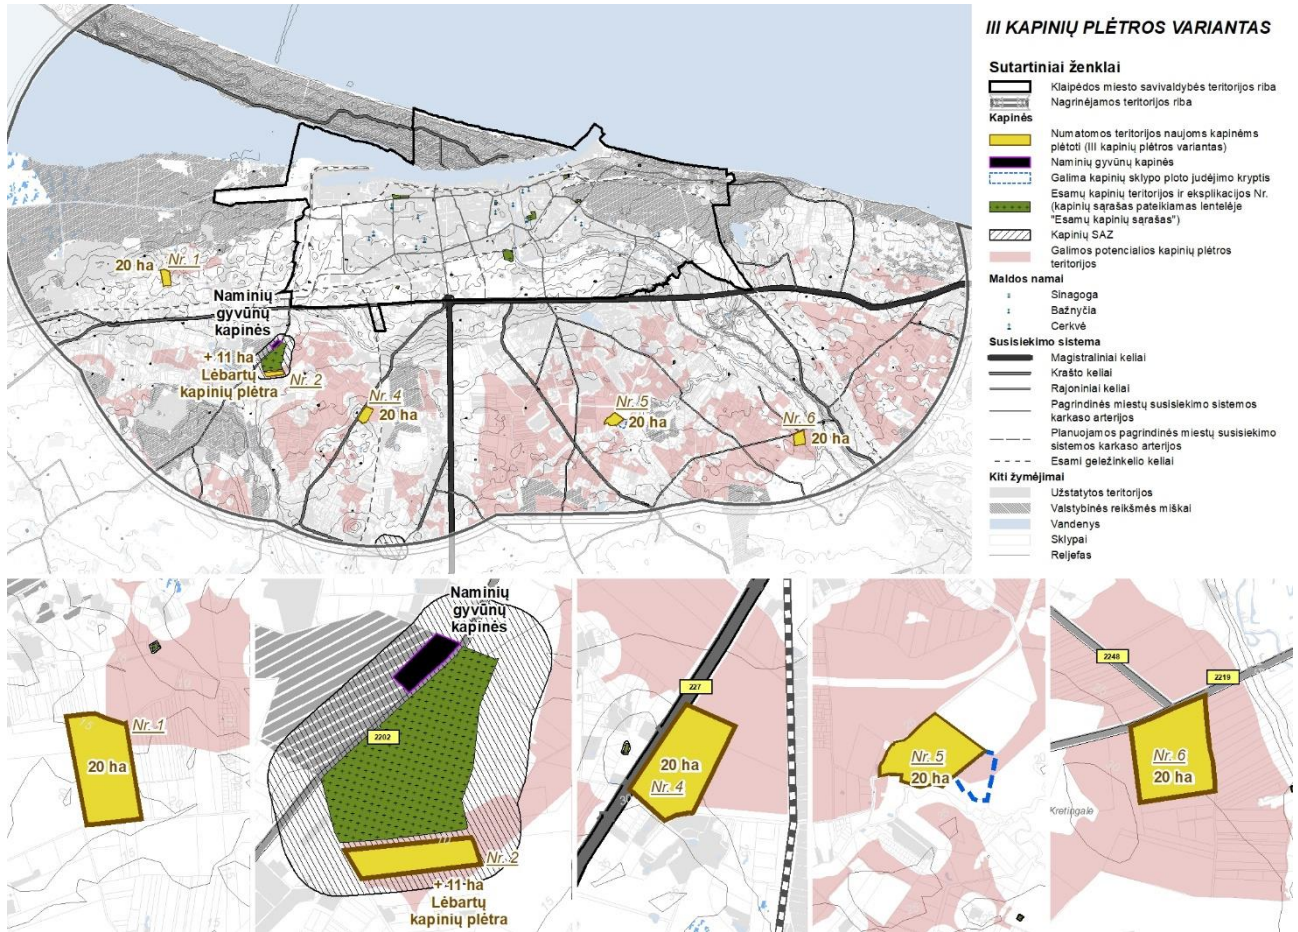 III KAPINIŲ PLĖTROS VARIANTAS
Sutartiniai ženklai
Klaipėdos miesto savivaldybės teritorijos riba
Nagrinėjamos teritorijos riba
Kapinės
Numatomos teritorijos naujoms kapinėms
plėtoti (III kapinių plėtros variantas)
Naminių gyvūnų kapinės
Galima kapinių sklypo ploto judėjimo kryptis
Esamų kapinių teritorijos ir eksplikacijos Nr.
(kapinių sąrašas pateikiamas lentelėje
"Esamų kapinių sąrašas")
Kapinių SAZ
Galimos potencialios kapinių plėtros
teritorijos
Maldos namai
Sinagoga
Bažnyčia
Cerkvė
Susisiekimo sistema
Magistraliniai keliai
Krašto keliai
Rajoniniai keliai
Pagrindinės miestų susisiekimo sistemos
karkaso arterijos
Planuojamos pagrindinės miestų susisiekimo
sistemos karkaso arterijos
Esami geležinkelio keliai
Kiti žymėjimai
Užstatytos teritorijos
Valstybinės reikšmės miškai
Vandenys
Sklypai
Reljefas
20 ha Nr. 1
Naminių
gyvūnų
kapinės
+ 11 ha
Lėbartų
kapinių plėtra
Nr. 2
Nr. 4
20 ha
Nr. 5
20 ha
Nr. 6
20 ha
Nr. 1
20 ha
Naminių
gyvūnų
kapinės
2202
Nr. 2
+ 11 ha
Lėbartų
kapinių plėtra
227
20 ha
Nr. 4
Nr. 5
20 ha
2248
2219
Nr. 6
20 ha
Kretingalė